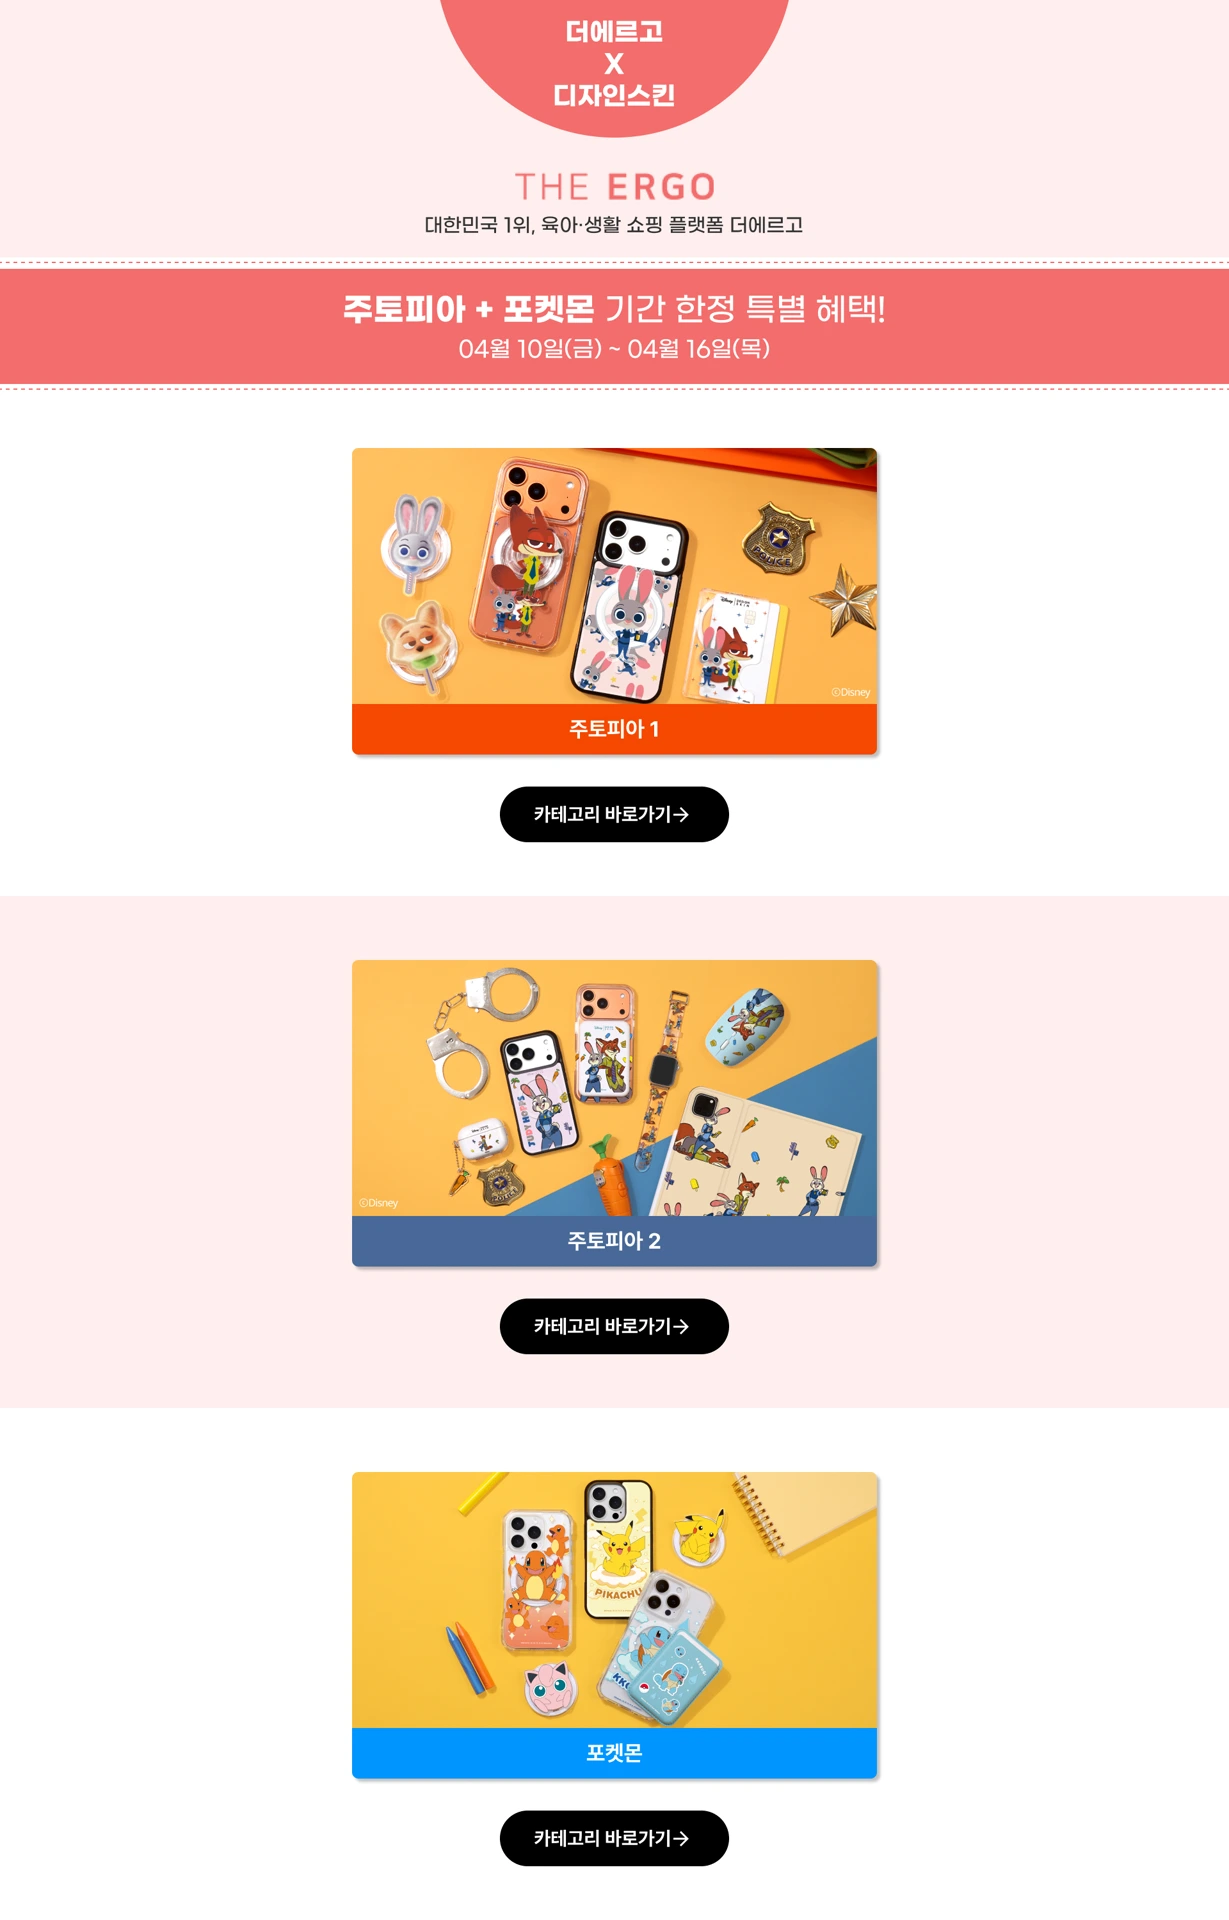 더에르고
X
디자인스킨
THE ERGO
대한민국 1위, 육아·생활 쇼핑 플랫폼 더에르고
주토피아 + 포켓몬 기간 한정 특별 혜택!
04월 10일(금) ~ 04월 16일(목)
POLICE
ⓒDisney
주토피아 1
카테고리 바로가기→
JUDY HOPPS
ⓒDisney
주토피아 2
카테고리 바로가기→
PIKACHU
포켓몬
카테고리 바로가기→